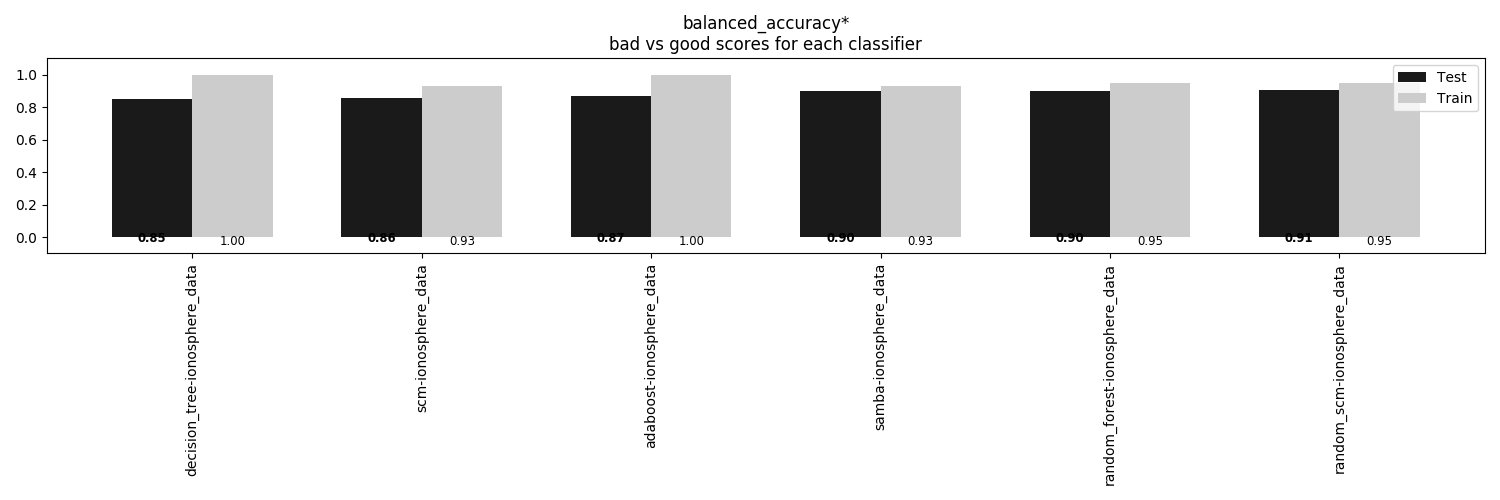 balanced_accuracy*
bad vs good scores for each classifier
1.0
0.8
0.6
0.4
0.2
0.0
Test
Train
0.85
1.00
0.86
0.93
0.87
1.00
0.90
0.93
0.90
0.95
0.91
0.95
decision_tree-ionosphere_data
scm-ionosphere_data
adaboost-ionosphere_data
samba-ionosphere_data
random_forest-ionosphere_data
random_scm-ionosphere_data